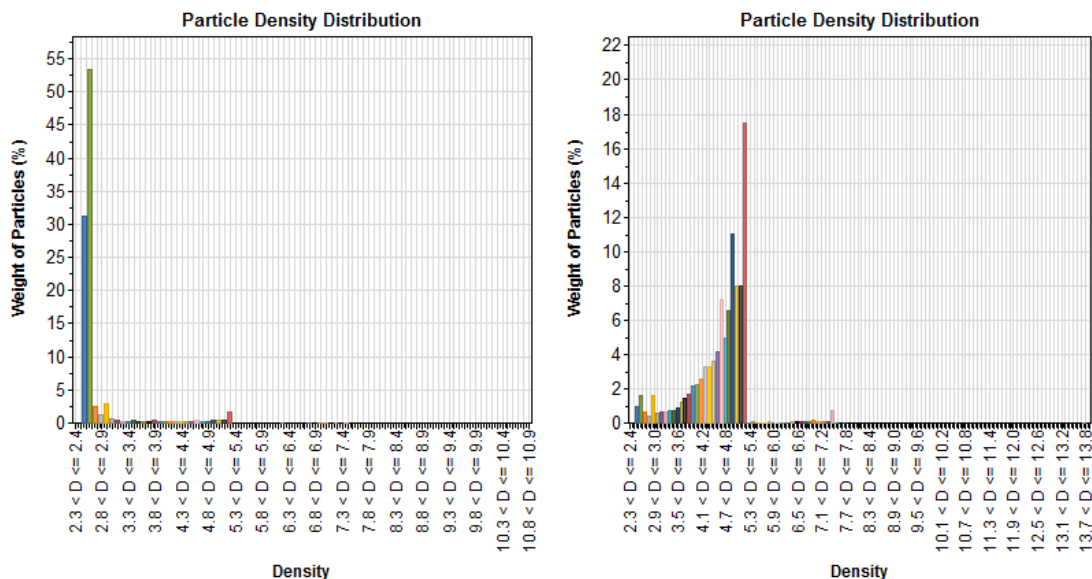 Particle Density Distribution
Weight of Particles (%)
55
50
45
40
35
30
25
20
15
10
5
0
2.3 < D <= 2.4
2.8 < D <= 2.9
3.3 < D <= 3.4
3.8 < D <= 3.9
4.3 < D <= 4.4
4.8 < D <= 4.9
5.3 < D <= 5.4
5.8 < D <= 5.9
6.3 < D <= 6.4
6.8 < D <= 6.9
7.3 < D <= 7.4
7.8 < D <= 7.9
8.3 < D <= 8.4
8.8 < D <= 8.9
9.3 < D <= 9.4
9.8 < D <= 9.9
10.3 < D <= 10.4
10.8 < D <= 10.9
Density
Particle Density Distribution
Weight of Particles (%)
22
20
18
16
14
12
10
8
6
4
2
0
2.3 < D <= 2.4
2.9 < D <= 3.0
3.5 < D <= 3.6
4.1 < D <= 4.2
4.7 < D <= 4.8
5.3 < D <= 5.4
5.9 < D <= 6.0
6.5 < D <= 6.6
7.1 < D <= 7.2
7.7 < D <= 7.8
8.3 < D <= 8.4
8.9 < D <= 9.0
9.5 < D <= 9.6
10.1 < D <= 10.2
10.7 < D <= 10.8
11.3 < D <= 11.4
11.9 < D <= 12.0
12.5 < D <= 12.6
13.1 < D <= 13.2
13.7 < D <= 13.8
Density